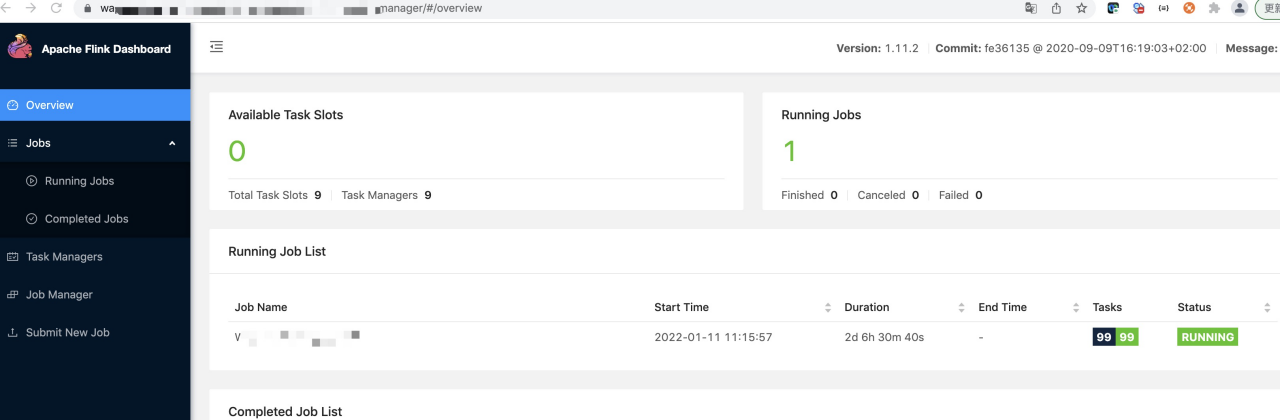 manager/#/overview
更新
Apache Flink Dashboard
Version: 1.11.2 Commit: fe36135 @ 2020-09-09T16:19:03+02:00 Message:
Overview
Jobs
Running Jobs
Completed Jobs
Task Managers
Job Manager
Submit New Job
Available Task Slots
0
Total Task Slots 9 Task Managers 9
Running Jobs
1
Finished 0 Canceled 0 Failed 0
Running Job List
Job Name Start Time Duration End Time Tasks Status
V 2022-01-11 11:15:57 2d 6h 30m 40s - 99 99 RUNNING
Completed Job List